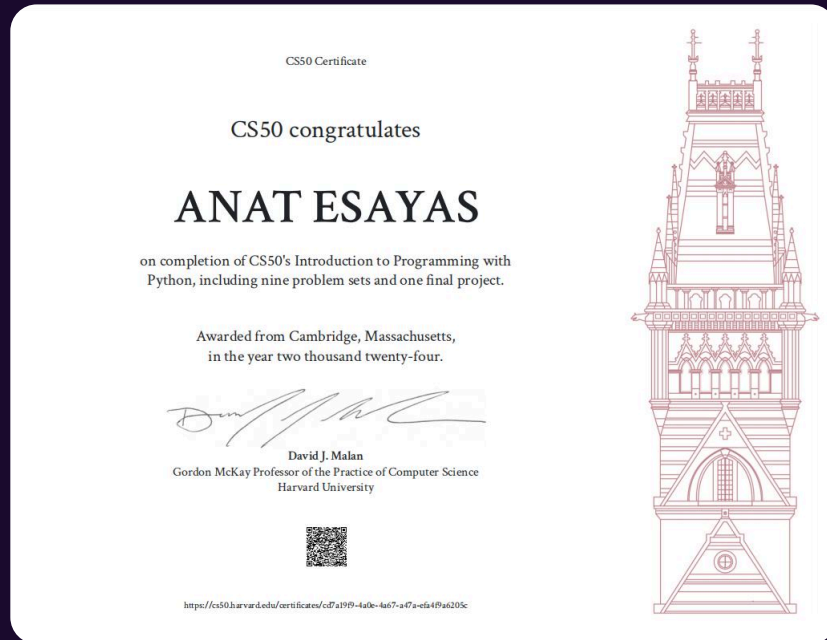 CS50 Certificate
CS50 congratulates
ANAT ESAYAS
on completion of CS50's Introduction to Programming with
Python, including nine problem sets and one final project.
Awarded from Cambridge, Massachusetts,
in the year two thousand twenty-four.
David J. Malan
Gordon McKay Professor of the Practice of Computer Science
Harvard University
https://cs50.harvard.edu/certificates/cd7a19f9-4a0e-4a67-a47a-efa4f9a6205c